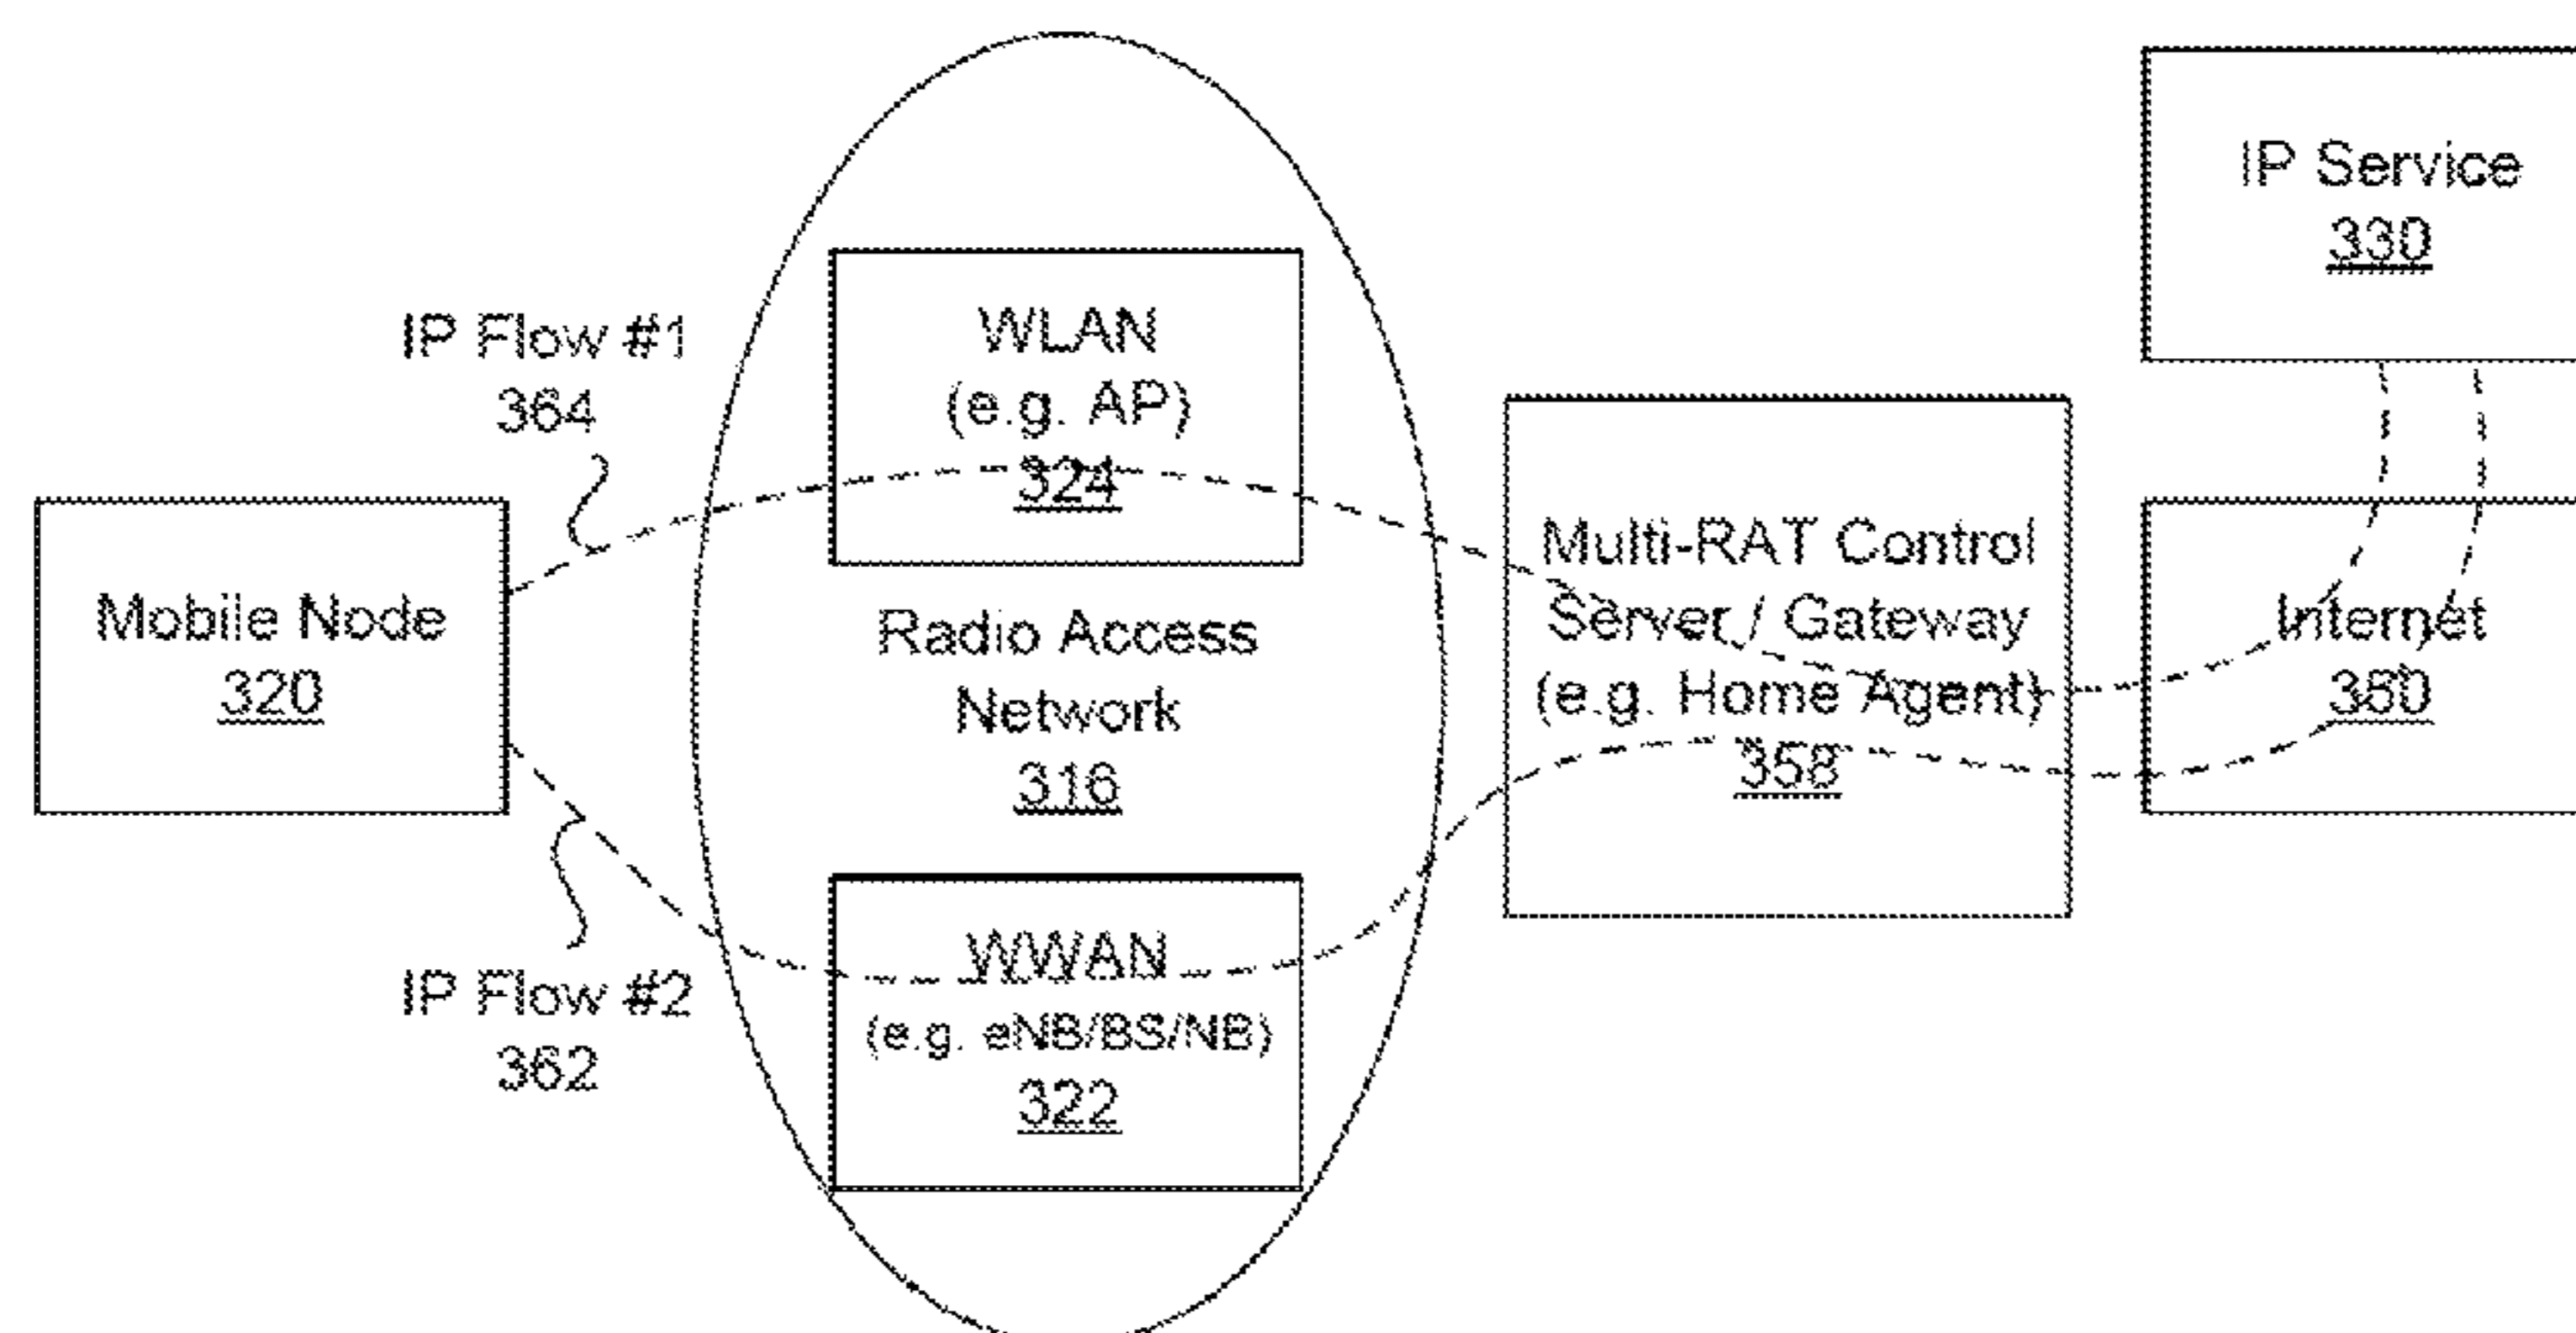 IP Service
330
IP Flow #1
364
WLAN
(e.g. AP)
324
Mobile Node
320
Radio Access
Network
316
Multi-RAT Control
Server / Gateway
(e.g. Home Agent)
358
Internet
360
IP Flow #2
362
WWAN
(e.g. eNB/BS/NB)
322